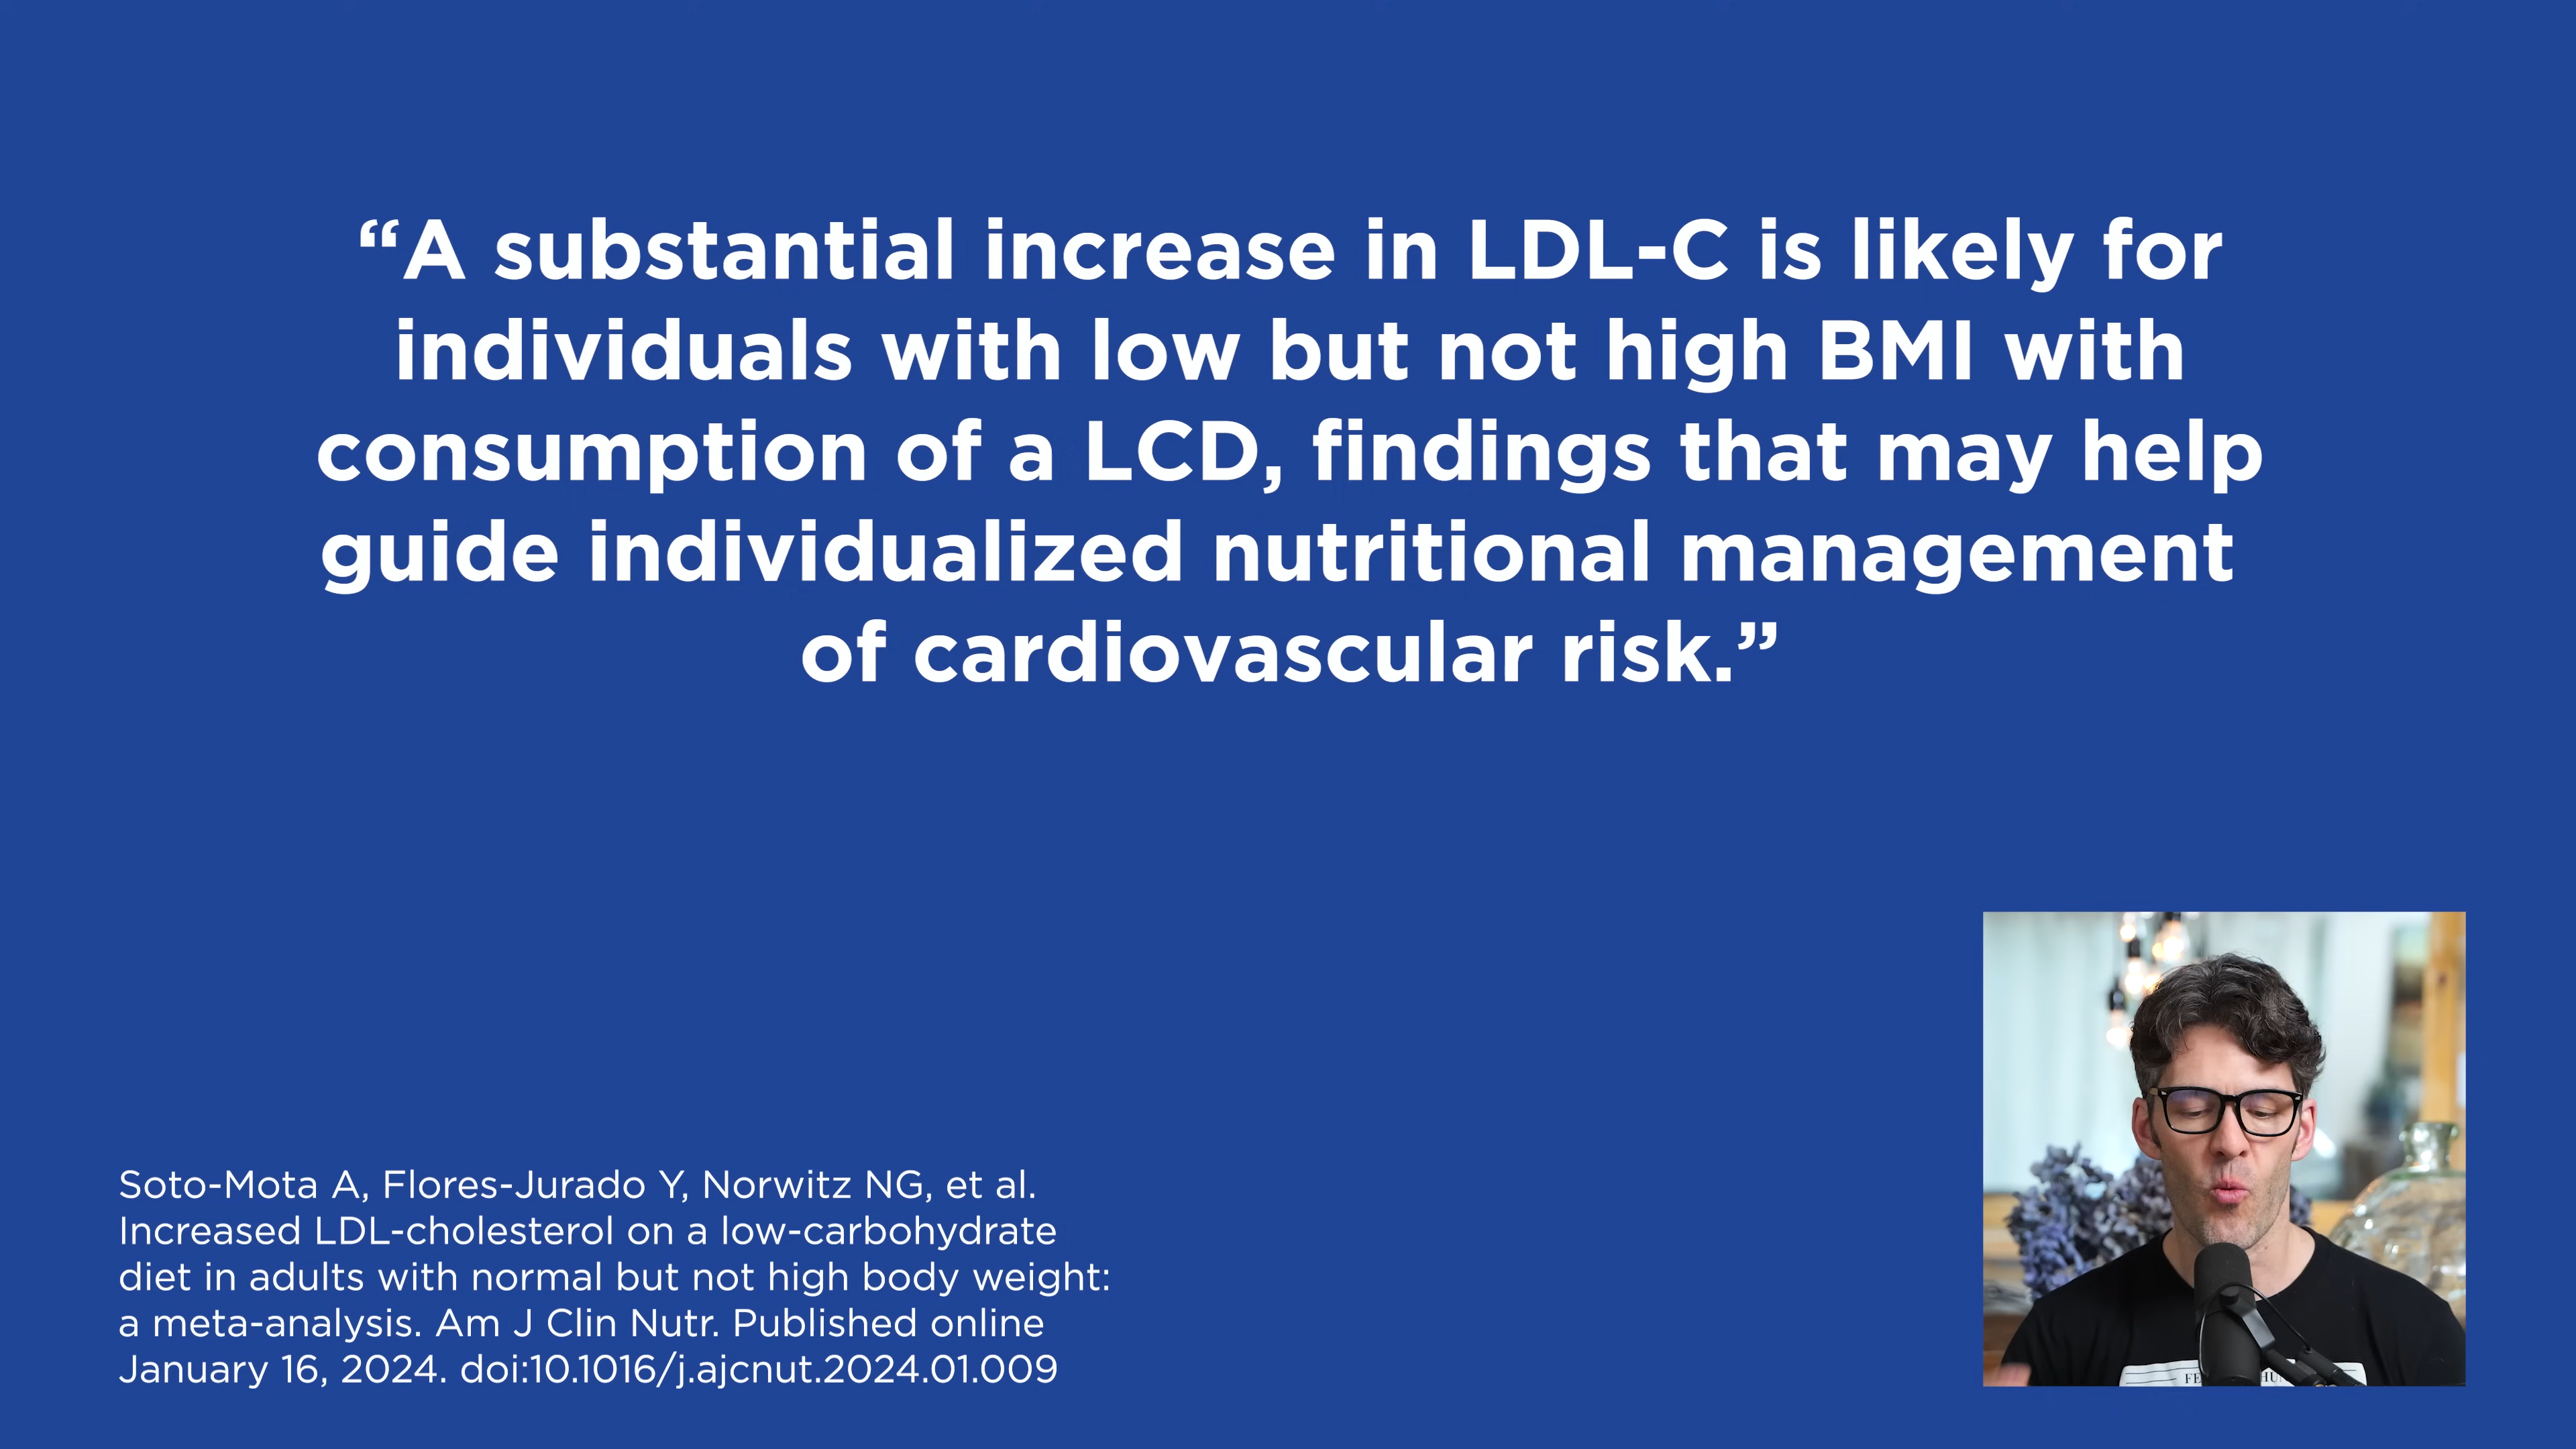 “A substantial increase in LDL-C is likely for
individuals with low but not high BMI with
consumption of a LCD, findings that may help
guide individualized nutritional management
of cardiovascular risk.”
Soto-Mota A, Flores-Jurado Y, Norwitz NG, et al.
Increased LDL-cholesterol on a low-carbohydrate
diet in adults with normal but not high body weight:
a meta-analysis. Am J Clin Nutr. Published online
January 16, 2024. doi:10.1016/j.ajcnut.2024.01.009